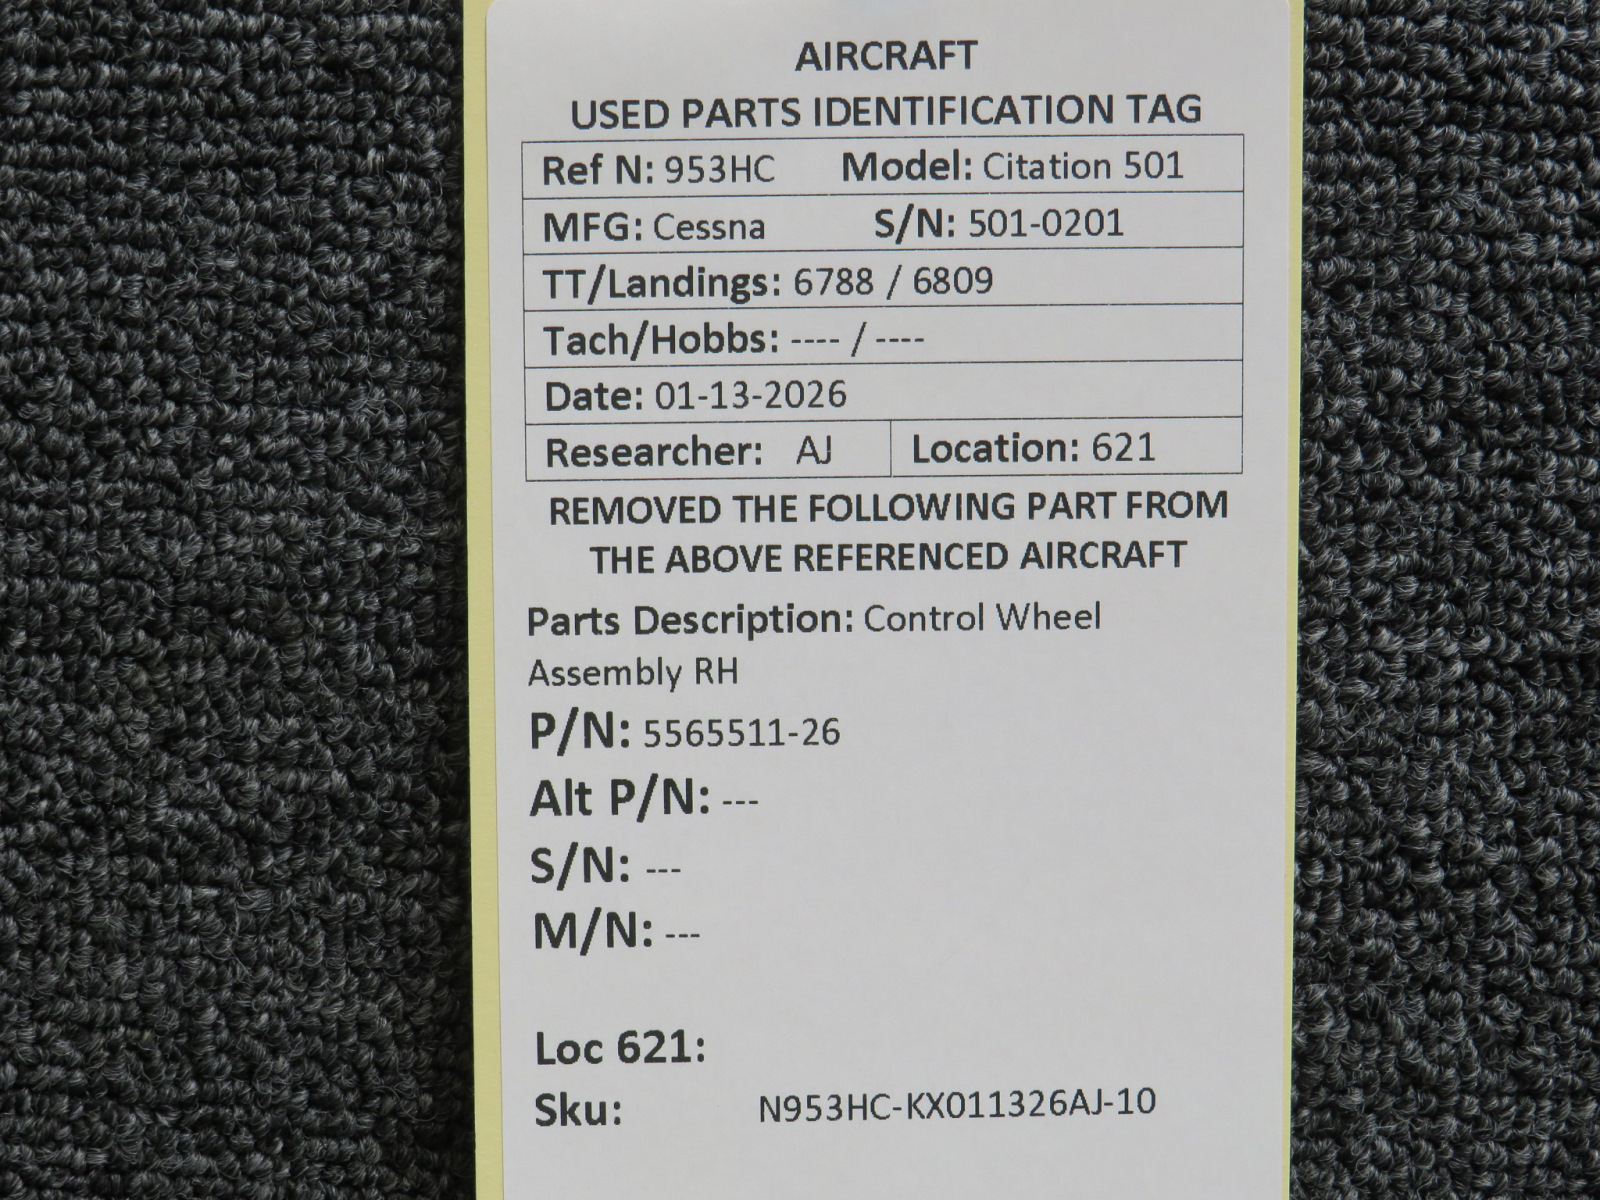 AIRCRAFT
USED PARTS IDENTIFICATION TAG
Ref N: 953HC Model: Citation 501
MFG: Cessna S/N: 501-0201
TT/Landings: 6788 / 6809
Tach/Hobbs: ---- / ----
Date: 01-13-2026
Researcher: AJ Location: 621
REMOVED THE FOLLOWING PART FROM
THE ABOVE REFERENCED AIRCRAFT
Parts Description: Control Wheel
Assembly RH
P/N: 5565511-26
Alt P/N: ---
S/N: ---
M/N: ---
Loc 621:
Sku: N953HC-KX011326AJ-10